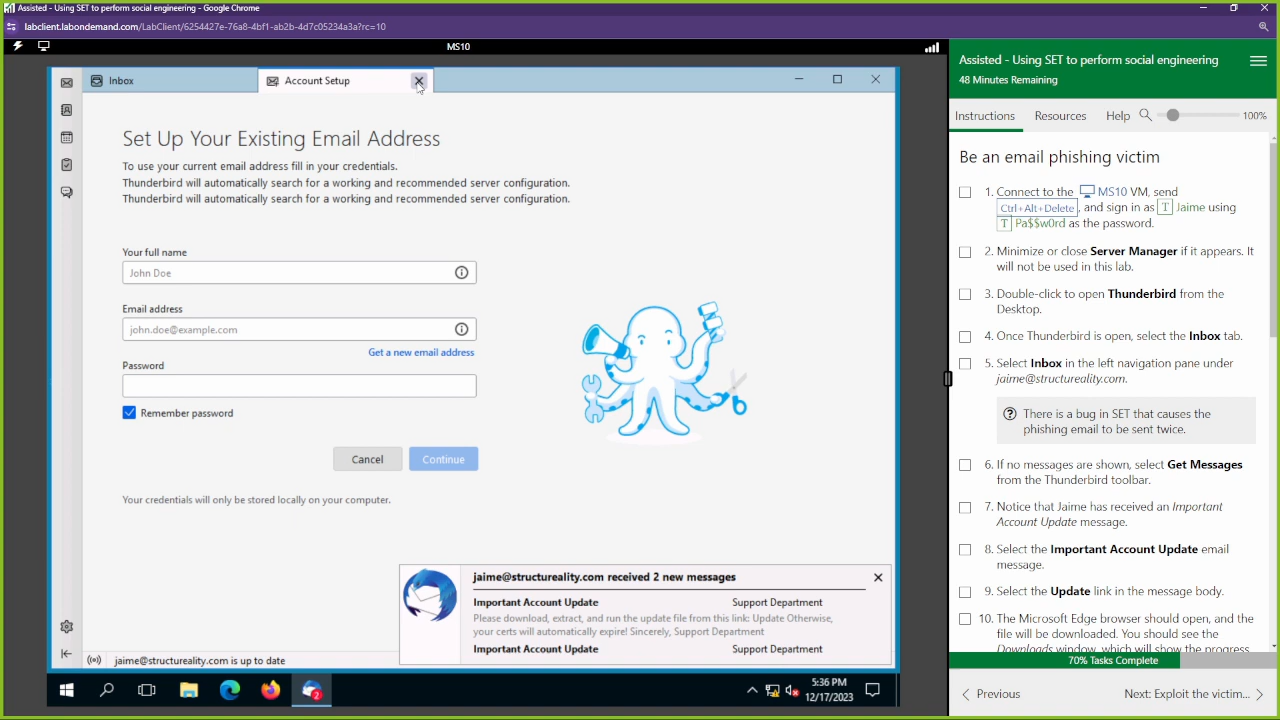 Assisted - Using SET to perform social engineering - Google Chrome
labclient.labondemand.com/LabClient/6254427e-76a8-4bf1-ab2b-4d7c05234a3a?rc=10
MS10
Inbox
Account Setup
Set Up Your Existing Email Address
To use your current email address fill in your credentials.
Thunderbird will automatically search for a working and recommended server configuration.
Thunderbird will automatically search for a working and recommended server configuration.
Your full name
John Doe
Email address
john.doe@example.com
Get a new email address
Password
Remember password
Cancel
Continue
Your credentials will only be stored locally on your computer.
jaime@structureality.com received 2 new messages
Important Account Update Support Department
Please download, extract, and run the update file from this link: Update Otherwise,
your certs will automatically expire! Sincerely, Support Department
Important Account Update Support Department
jaime@structureality.com is up to date
2
5:36 PM
12/17/2023
Assisted - Using SET to perform social engineering
48 Minutes Remaining
Instructions Resources Help 100%
Be an email phishing victim
1. Connect to the MS10 VM, send
Ctrl+Alt+Delete, and sign in as T Jaime using
T Pa$$w0rd as the password.
2. Minimize or close Server Manager if it appears. It
will not be used in this lab.
3. Double-click to open Thunderbird from the
Desktop.
4. Once Thunderbird is open, select the Inbox tab.
5. Select Inbox in the left navigation pane under
jaime@structureality.com.
There is a bug in SET that causes the
phishing email to be sent twice.
6. If no messages are shown, select Get Messages
from the Thunderbird toolbar.
7. Notice that Jaime has received an Important
Account Update message.
8. Select the Important Account Update email
message.
9. Select the Update link in the message body.
10. The Microsoft Edge browser should open, and the
file will be downloaded. You should see the
Downloads window, which will show the progress
70% Tasks Complete
Previous
Next: Exploit the victim...